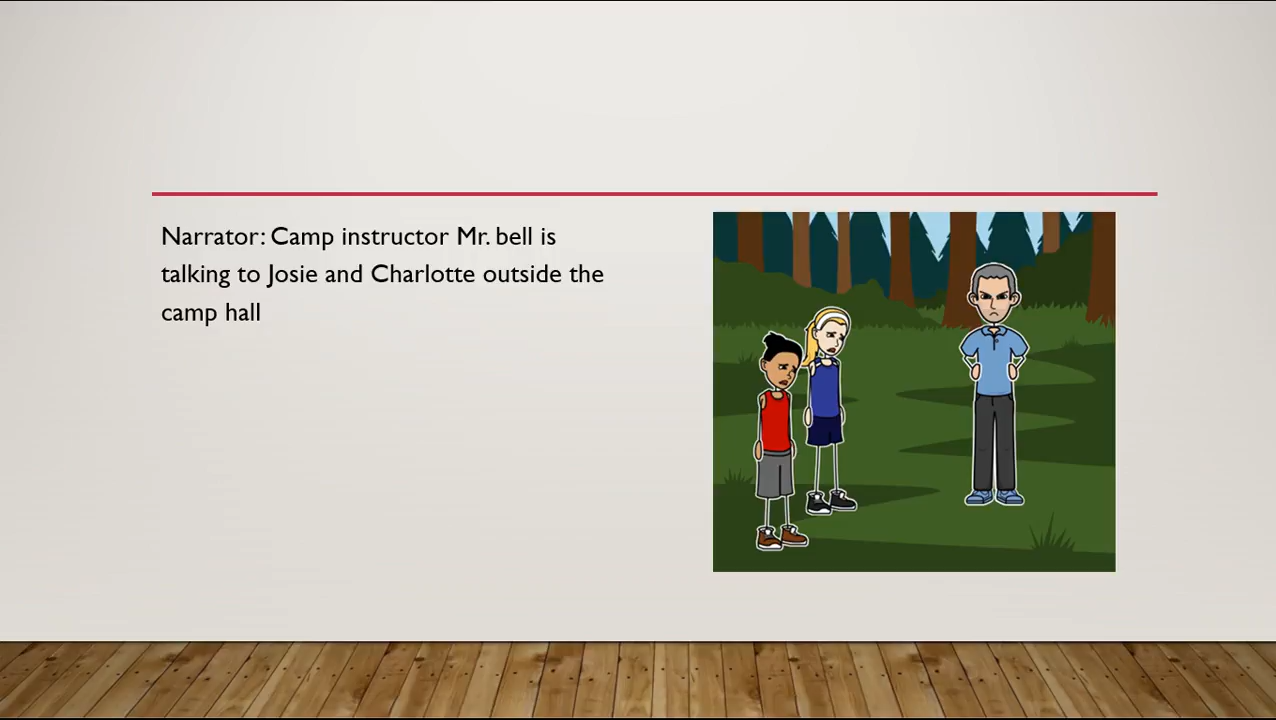 Narrator: Camp instructor Mr. bell is
talking to Josie and Charlotte outside the
camp hall